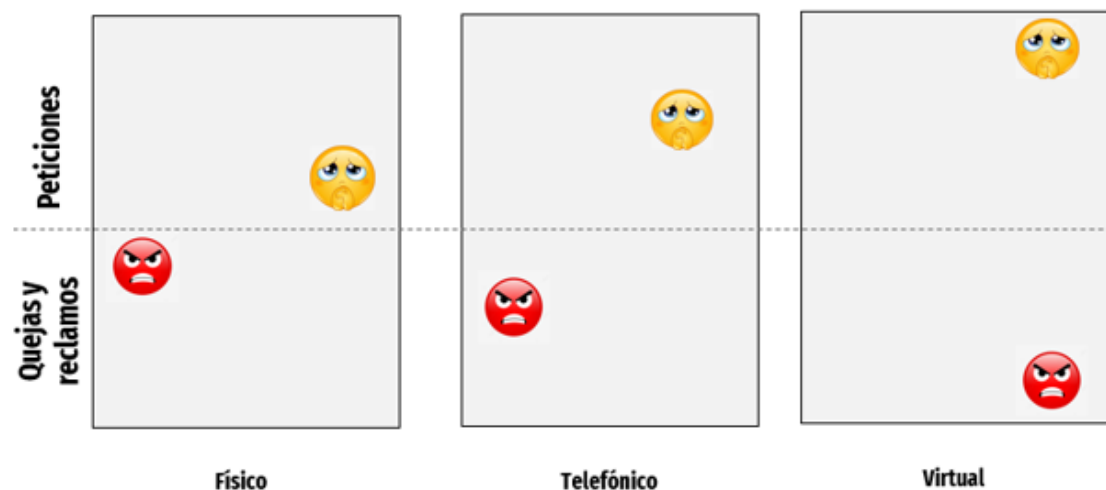 Peticiones
Quejas y
reclamos
Físico
Telefónico
Virtual